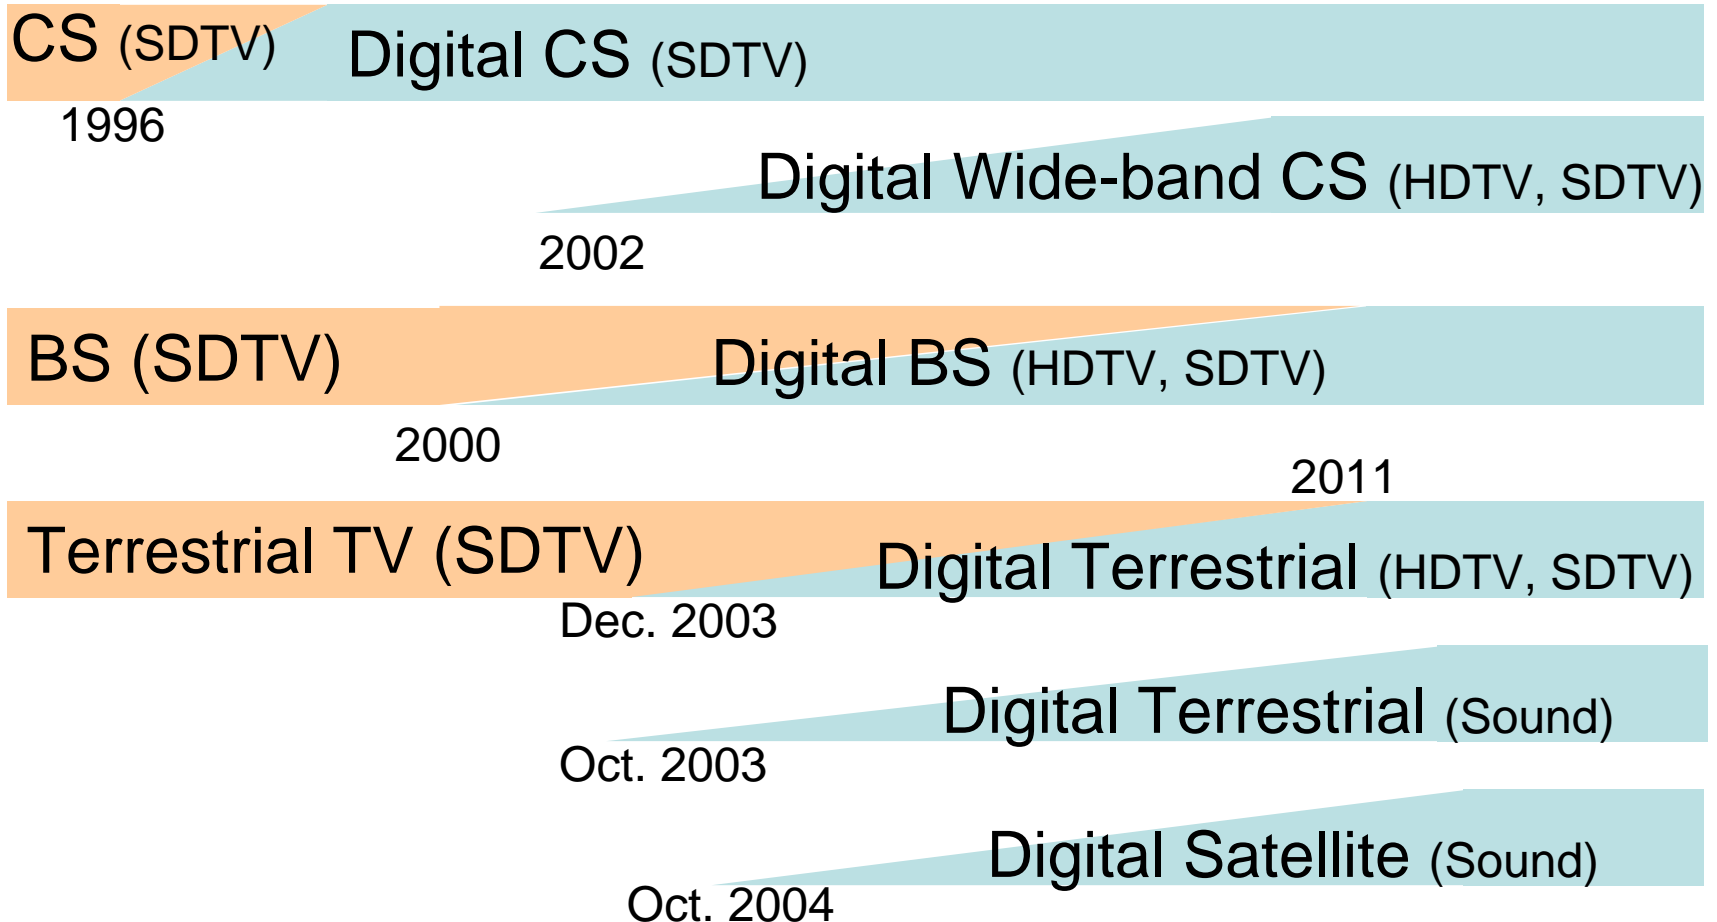 CS (SDTV)
Digital CS (SDTV)
1996
Digital Wide-band CS (HDTV, SDTV)
2002
BS (SDTV)
Digital BS (HDTV, SDTV)
2000
2011
Terrestrial TV (SDTV)
Digital Terrestrial (HDTV, SDTV)
Dec. 2003
Digital Terrestrial (Sound)
Oct. 2003
Digital Satellite (Sound)
Oct. 2004